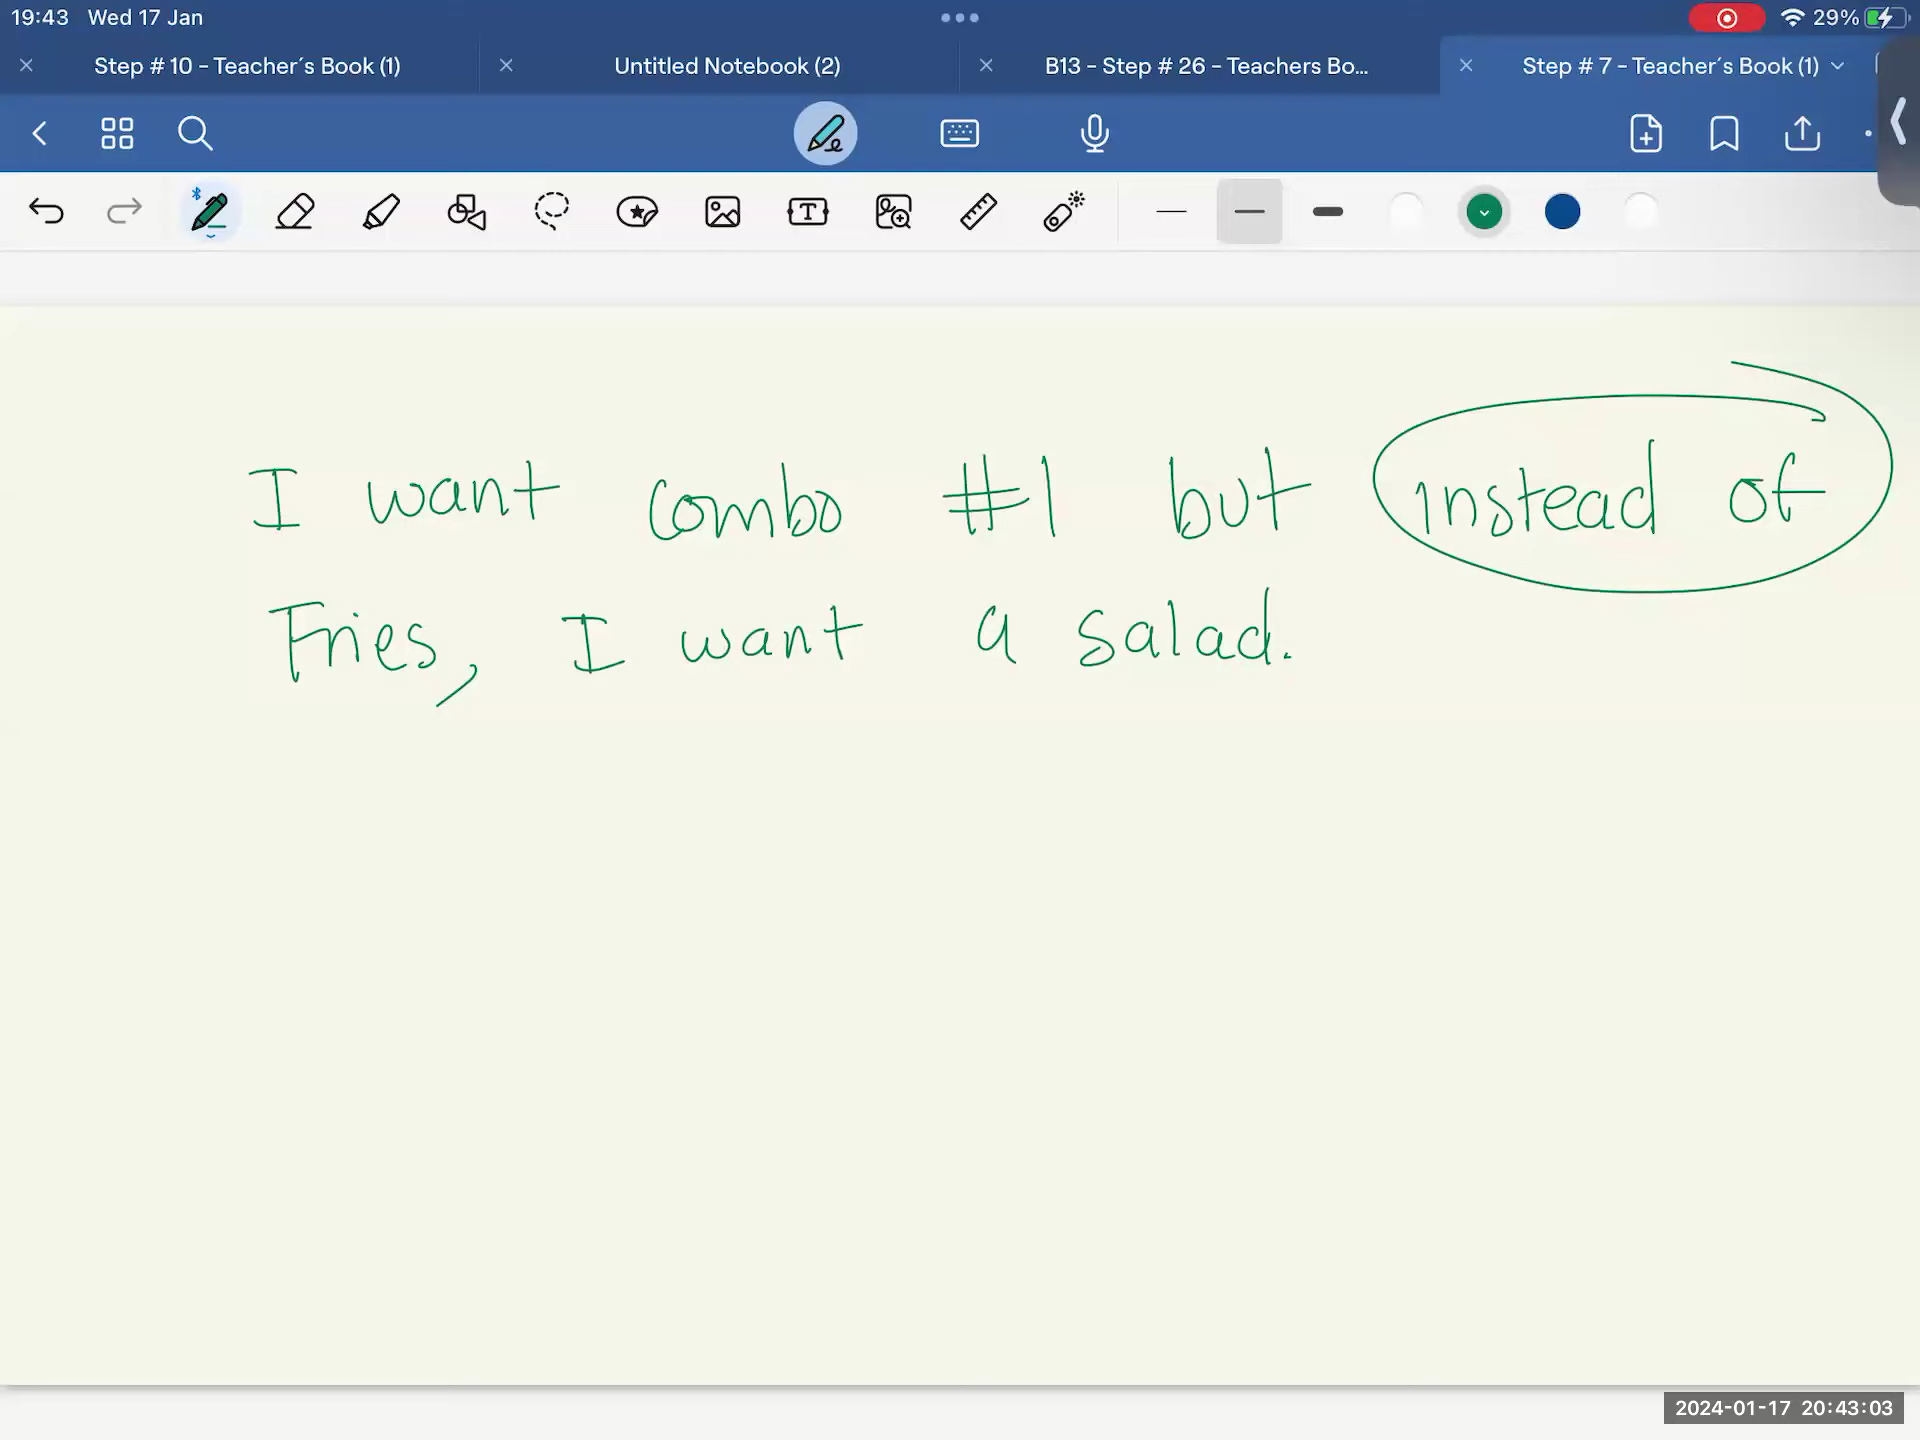 19:43 Wed 17 Jan
29%
Step # 10 - Teacher´s Book (1)
Untitled Notebook (2)
B13 - Step # 26 - Teachers Bo...
Step # 7 - Teacher´s Book (1)
I want combo #1 but instead of
Fries, I want a salad.
2024-01-17 20:43:03